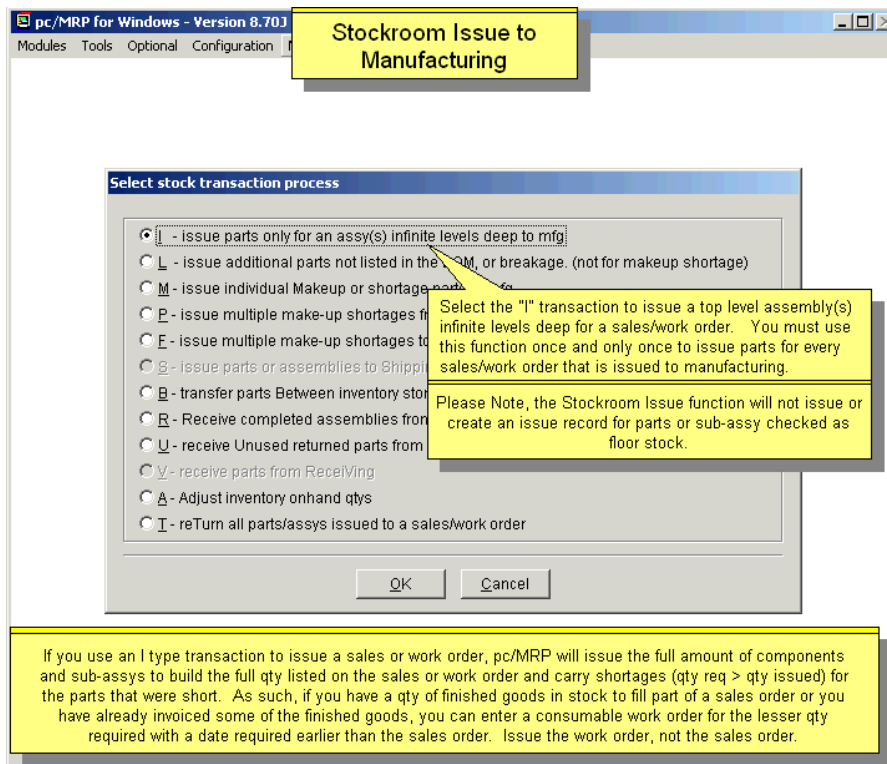 pc/MRP for Windows - Version 8.70J
Stockroom Issue to
Manufacturing
Modules Tools Optional Configuration
Select stock transaction process
I - issue parts only for an assy(s) infinite levels deep to mfg
L - issue additional parts not listed in the BOM, or breakage. (not for makeup shortage)
M - issue individual Makeup or shortage parts
P - issue multiple make-up shortages
F - issue multiple make-up shortages to
S - issue parts or assemblies to Shipping
B - transfer parts Between inventory
R - Receive completed assemblies from
U - receive Unused returned parts from
V - receive parts from ReceiVing
A - Adjust inventory onhand qtys
T - reTurn all parts/assys issued to a sales/work order
Select the "I" transaction to issue a top level assembly(s)
infinite levels deep for a sales/work order. You must use
this function once and only once to issue parts for every
sales/work order that is issued to manufacturing.
Please Note, the Stockroom Issue function will not issue or
create an issue record for parts or sub-assy checked as
floor stock.
OK Cancel
If you use an I type transaction to issue a sales or work order, pc/MRP will issue the full amount of components
and sub-assys to build the full qty listed on the sales or work order and carry shortages (qty req > qty issued) for
the parts that were short. As such, if you have a qty of finished goods in stock to fill part of a sales order or you
have already invoiced some of the finished goods, you can enter a consumable work order for the lesser qty
required with a date required earlier than the sales order. Issue the work order, not the sales order.